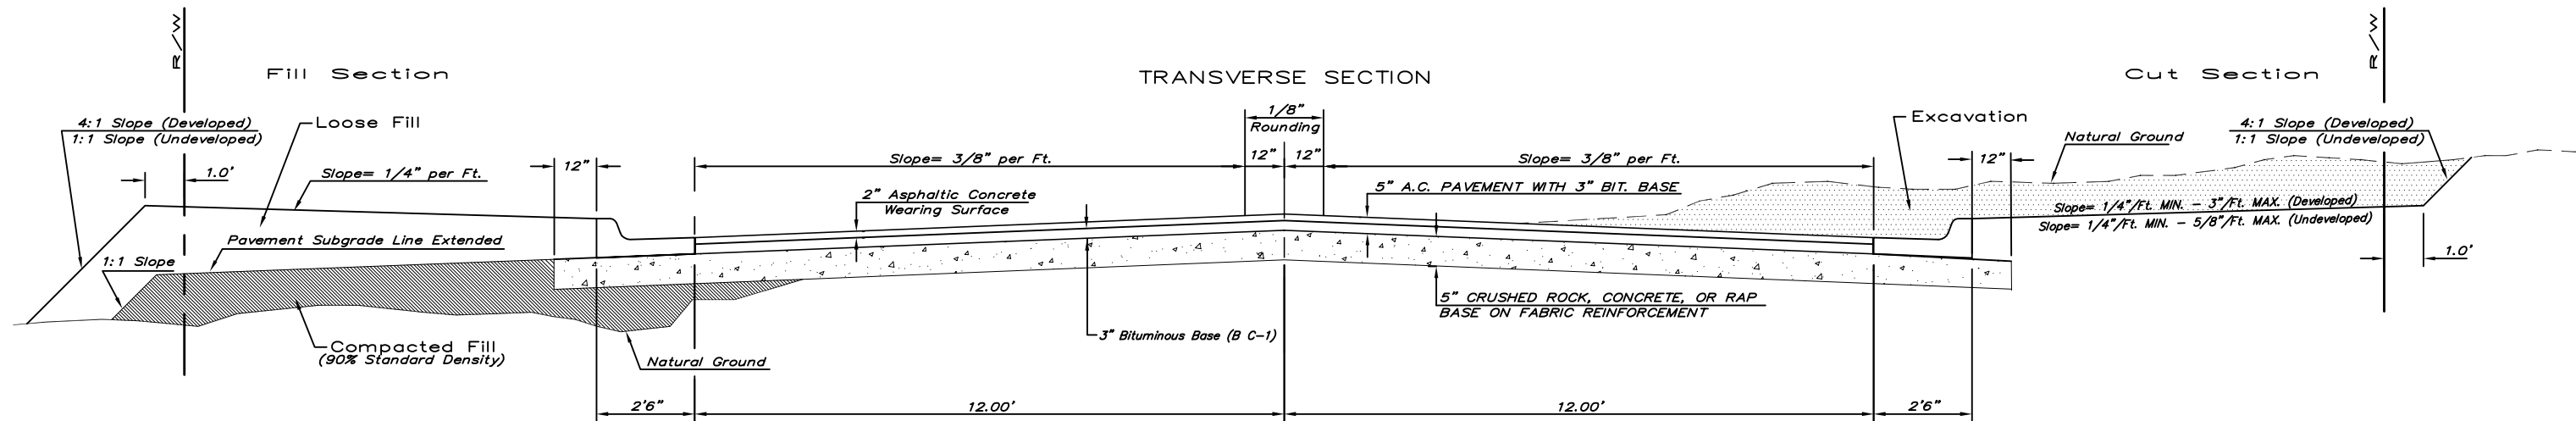 R/W
Fill Section
TRANSVERSE SECTION
Cut Section
R/W
4:1 Slope (Developed)
1:1 Slope (Undeveloped)
Loose Fill
1.0'
Slope= 1/4" per Ft.
12"
Slope= 3/8" per Ft.
1/8"
Rounding
12"
12"
Slope= 3/8" per Ft.
Excavation
Natural Ground
4:1 Slope (Developed)
1:1 Slope (Undeveloped)
12"
2" Asphaltic Concrete
Wearing Surface
5" A.C. PAVEMENT WITH 3" BIT. BASE
Slope= 1/4"/Ft. MIN. - 3"/Ft. MAX. (Developed)
Slope= 1/4"/Ft. MIN. - 5/8"/Ft. MAX. (Undeveloped)
Pavement Subgrade Line Extended
1:1 Slope
1.0'
5" CRUSHED ROCK, CONCRETE, OR RAP
BASE ON FABRIC REINFORCEMENT
3" Bituminous Base (B C-1)
Compacted Fill
(90% Standard Density)
Natural Ground
2'6"
12.00'
12.00'
2'6"